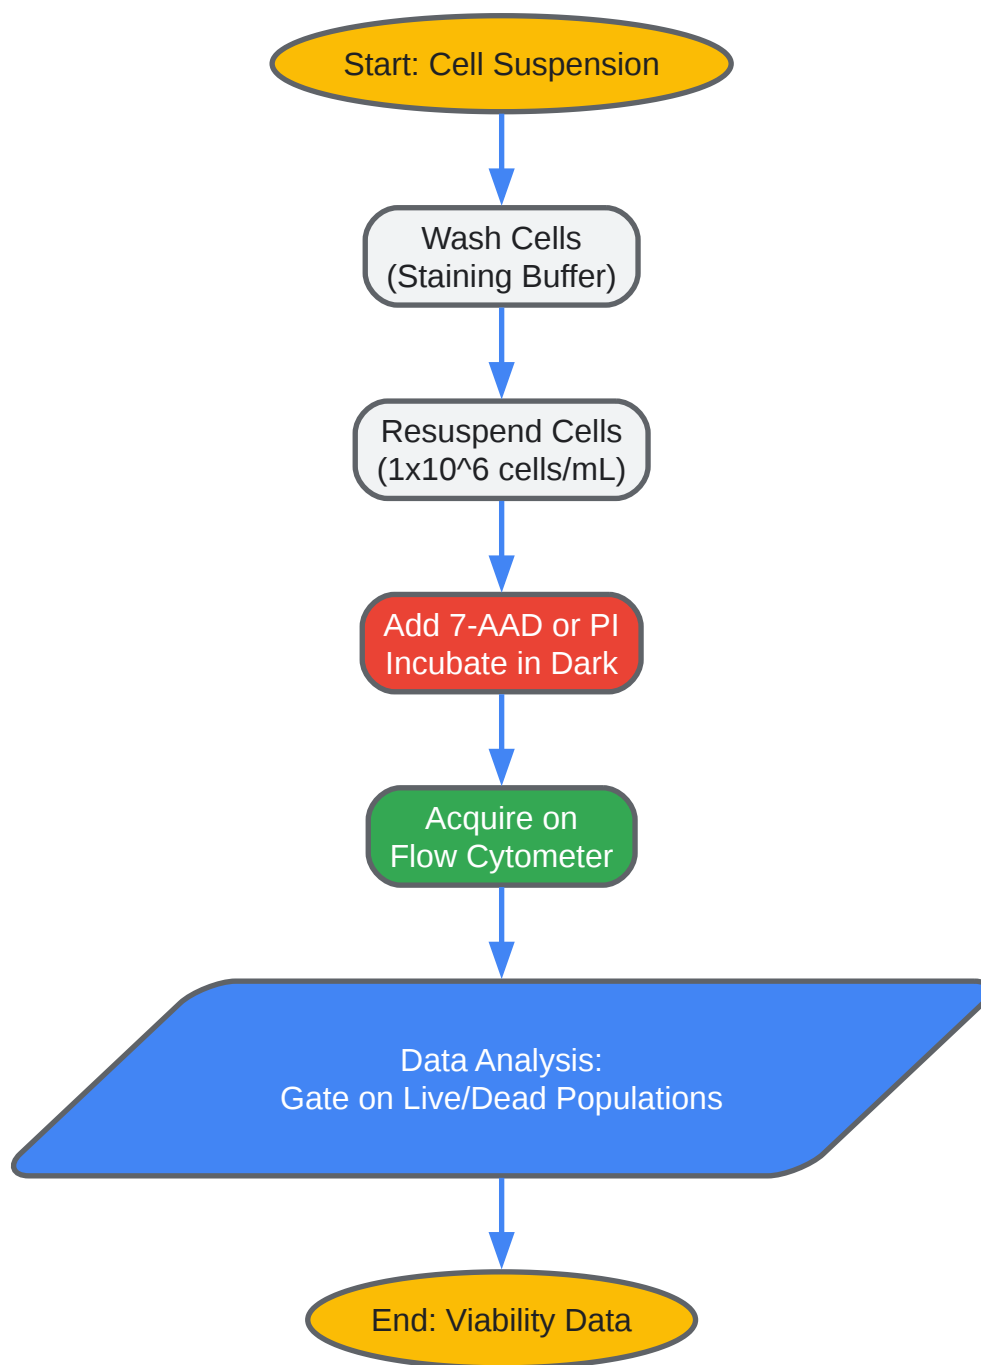 Start: Cell Suspension
Wash Cells
(Staining Buffer)
Resuspend Cells
(1x10^6 cells/mL)
Add 7-AAD or PI
Incubate in Dark
Acquire on
Flow Cytometer
Data Analysis:
Gate on Live/Dead Populations
End: Viability Data